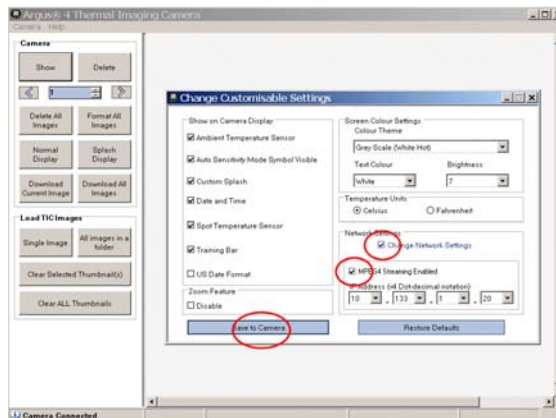 Argus® 4 Thermal Imaging Camera
Camera Help
Camera
Show
Delete
1
Delete All
Images
Format All
Images
Normal
Display
Splash
Display
Download
Current Image
Download All
Images
Load TIC Images
Single Image
All images in a
folder
Clear Selected Thumbnail(s)
Clear ALL Thumbnails
Camera Connected
Change Customisable Settings
Show on Camera Display
Ambient Temperature Sensor
Auto Sensitivity Mode Symbol Visible
Custom Splash
Date and Time
Spot Temperature Sensor
Training Bar
US Date Format
Zoom Feature
Disable
Save to Camera
Screen Colour Settings
Colour Theme
Grey Scale (White Hot)
Text Colour
Brightness
White
7
Temperature Units
Celsius
Fahrenheit
Network Settings
Change Network Settings
MPEG4 Streaming Enabled
IP Address (v4 Dot-decimal notation)
10 . 133 . 1 . 20
Restore Defaults